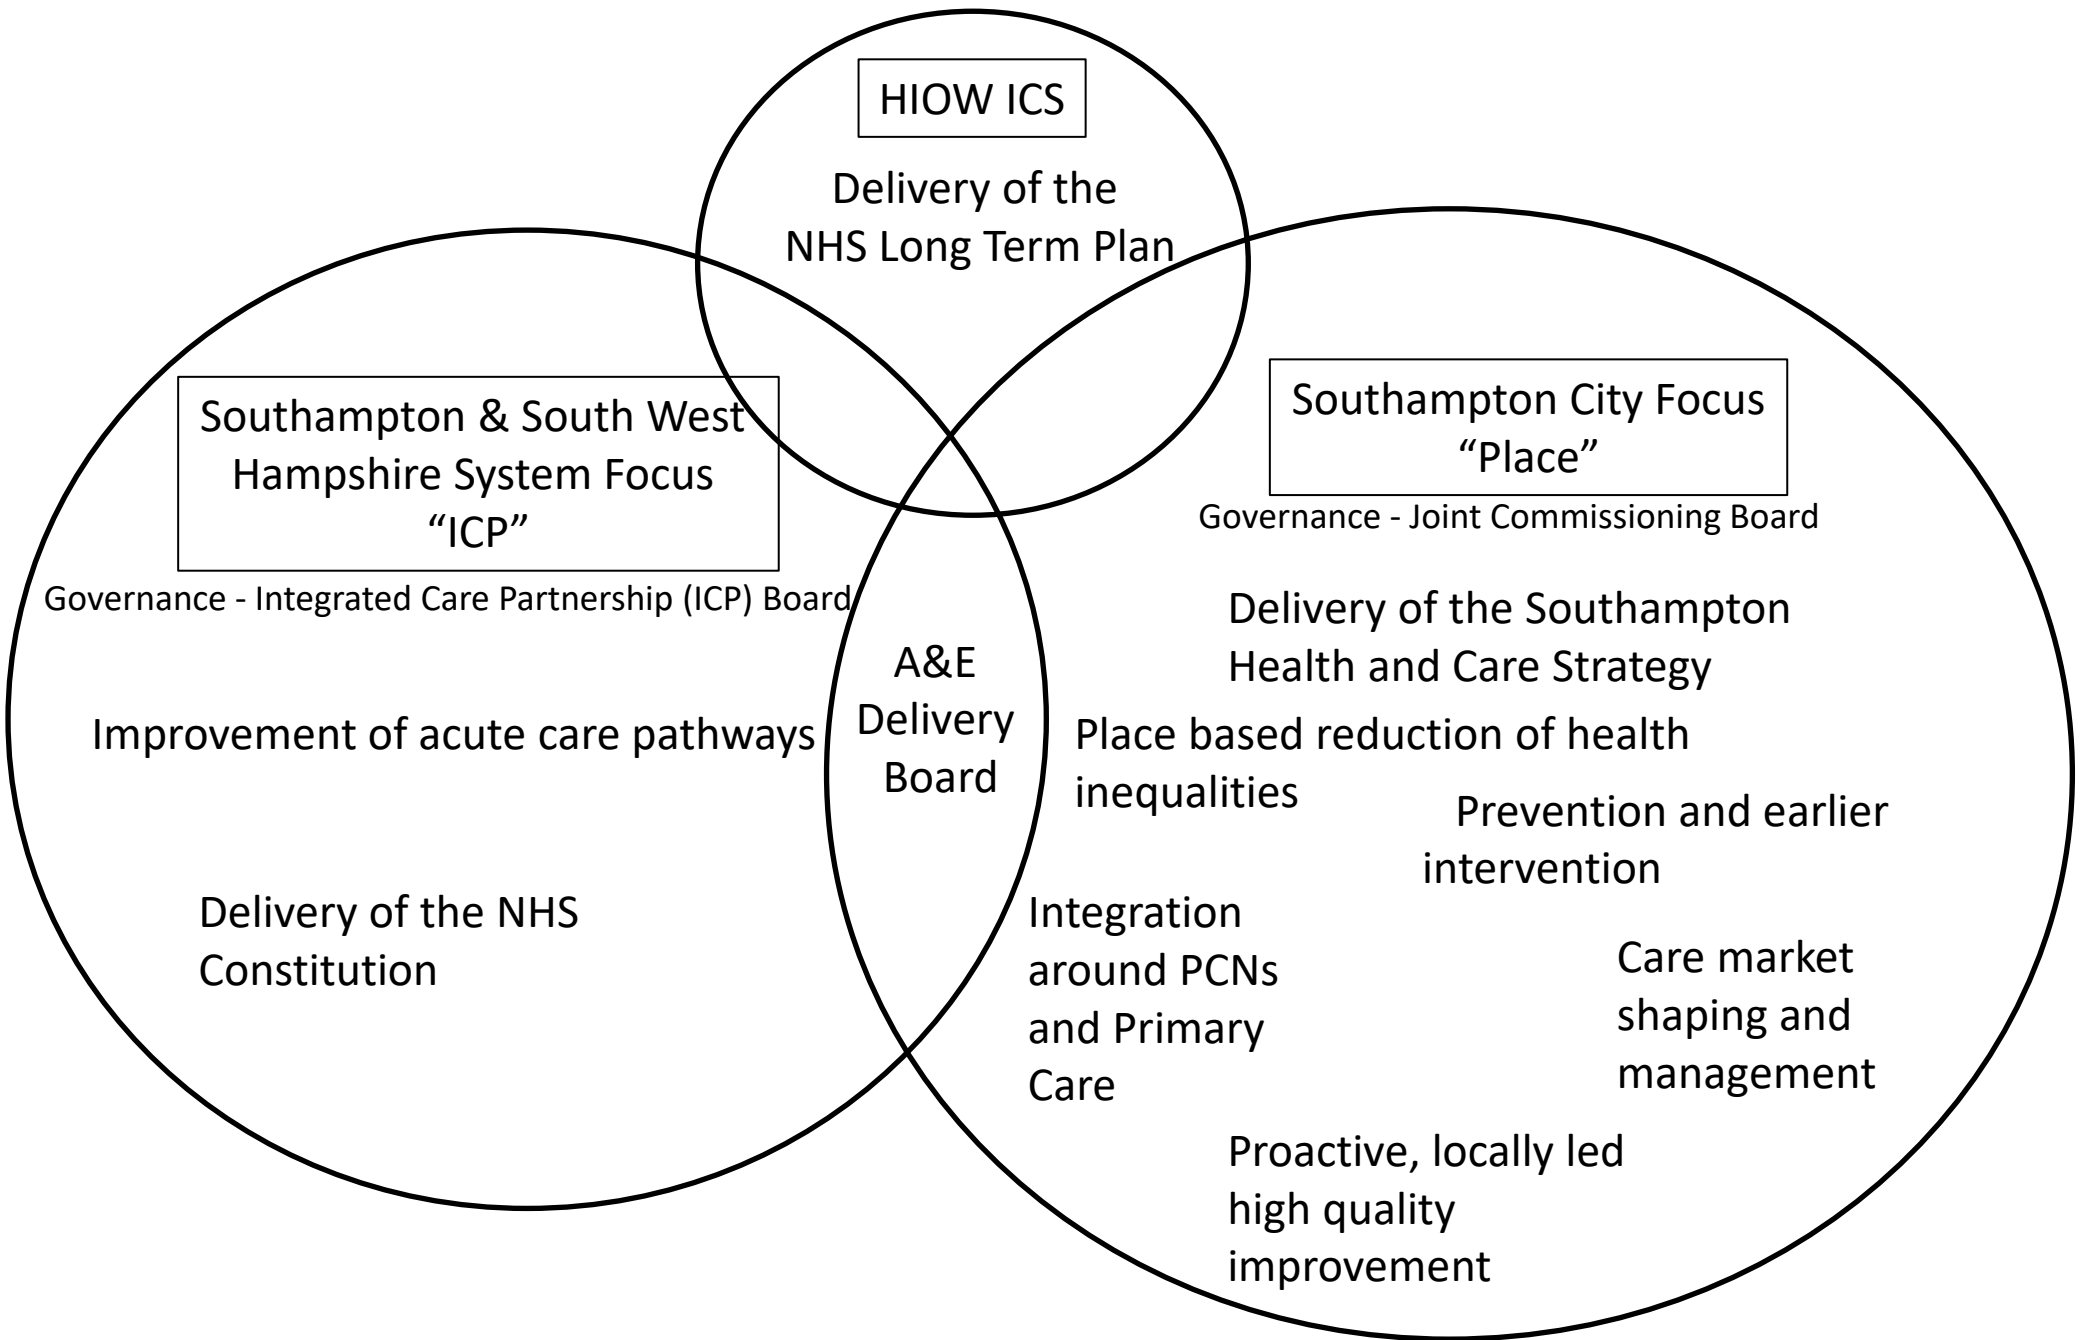 HIOW ICS
Delivery of the
NHS Long Term Plan
Southampton & South West
Hampshire System Focus
“ICP”
Governance - Integrated Care Partnership (ICP) Board
Improvement of acute care pathways
Delivery of the NHS
Constitution
A&E
Delivery
Board
Southampton City Focus
“Place”
Governance - Joint Commissioning Board
Delivery of the Southampton
Health and Care Strategy
Place based reduction of health
inequalities
Prevention and earlier
intervention
Integration
around PCNs
and Primary
Care
Care market
shaping and
management
Proactive, locally led
high quality
improvement